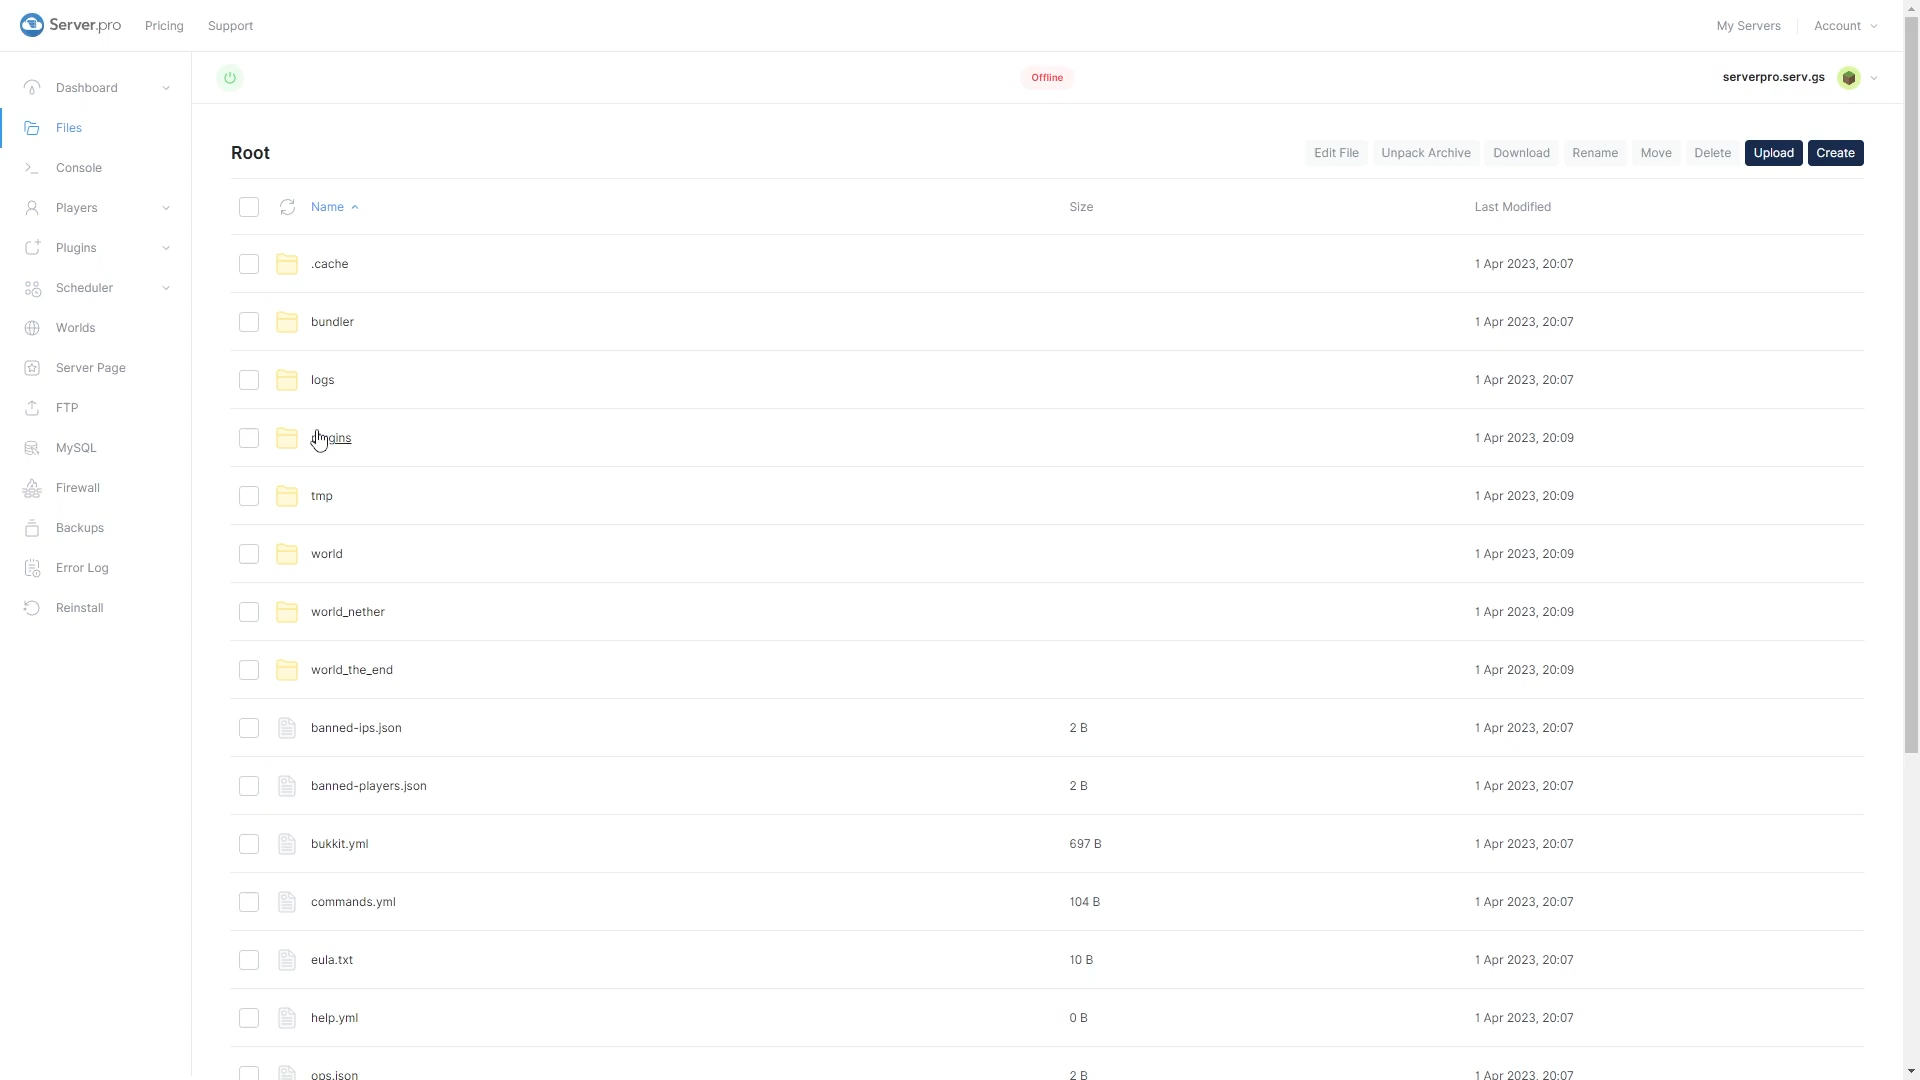 Server.pro Pricing Support My Servers Account
Offline serverpro.serv.gs
Dashboard
Files
Console
Players
Plugins
Scheduler
Worlds
Server Page
FTP
MySQL
Firewall
Backups
Error Log
Reinstall
Root Edit File Unpack Archive Download Rename Move Delete Upload Create
Name Size Last Modified
.cache 1 Apr 2023, 20:07
bundler 1 Apr 2023, 20:07
logs 1 Apr 2023, 20:07
plugins 1 Apr 2023, 20:09
tmp 1 Apr 2023, 20:09
world 1 Apr 2023, 20:09
world_nether 1 Apr 2023, 20:09
world_the_end 1 Apr 2023, 20:09
banned-ips.json 2 B 1 Apr 2023, 20:07
banned-players.json 2 B 1 Apr 2023, 20:07
bukkit.yml 697 B 1 Apr 2023, 20:07
commands.yml 104 B 1 Apr 2023, 20:07
eula.txt 10 B 1 Apr 2023, 20:07
help.yml 0 B 1 Apr 2023, 20:07
ops.json 2 B 1 Apr 2023, 20:07